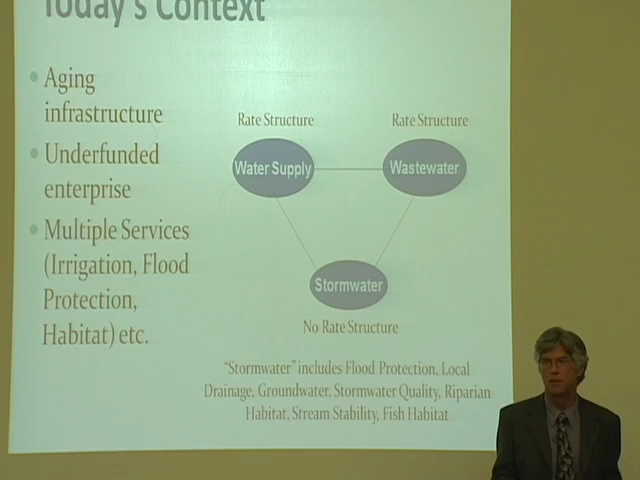 Today's Context
• Aging
infrastructure
• Underfunded
enterprise
• Multiple Services
(Irrigation, Flood
Protection,
Habitat) etc.
Rate Structure
Rate Structure
Water Supply
Wastewater
Stormwater
No Rate Structure
“Stormwater” includes Flood Protection, Local
Drainage, Groundwater, Stormwater Quality, Riparian
Habitat, Stream Stability, Fish Habitat